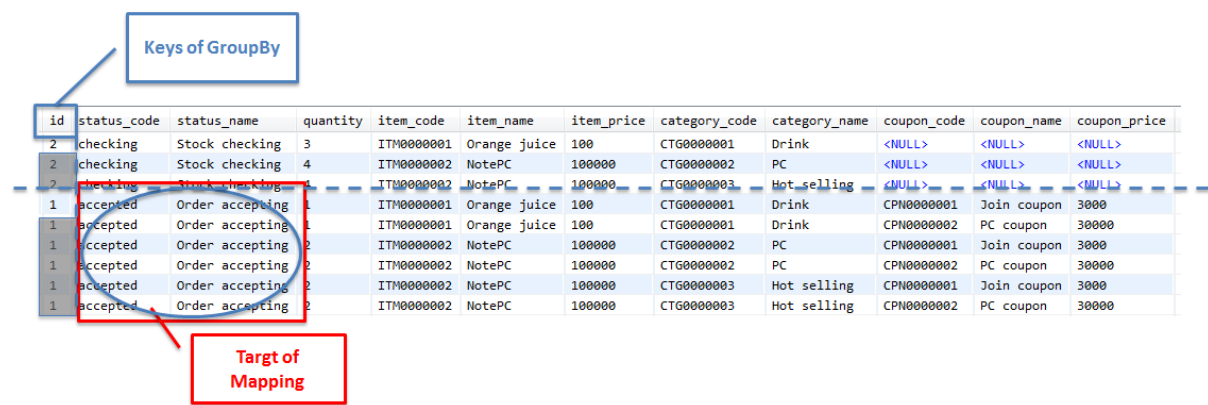 Keys of GroupBy
id status_code status_name quantity item_code item_name item_price category_code category_name coupon_code coupon_name coupon_price
2 checking Stock checking 3 ITM0000001 Orange juice 100 CTG0000001 Drink <NULL> <NULL> <NULL>
2 checking Stock checking 4 ITM0000002 NotePC 100000 CTG0000002 PC <NULL> <NULL> <NULL>
2 checking Stock checking 4 ITM0000002 NotePC 100000 CTG0000003 Hot selling <NULL> <NULL> <NULL>
1 accepted Order accepting 1 ITM0000001 Orange juice 100 CTG0000001 Drink CPN0000001 Join coupon 3000
1 accepted Order accepting 1 ITM0000001 Orange juice 100 CTG0000001 Drink CPN0000002 PC coupon 30000
1 accepted Order accepting 2 ITM0000002 NotePC 100000 CTG0000002 PC CPN0000001 Join coupon 3000
1 accepted Order accepting 2 ITM0000002 NotePC 100000 CTG0000002 PC CPN0000002 PC coupon 30000
1 accepted Order accepting 2 ITM0000002 NotePC 100000 CTG0000003 Hot selling CPN0000001 Join coupon 3000
1 accepted Order accepting 2 ITM0000002 NotePC 100000 CTG0000003 Hot selling CPN0000002 PC coupon 30000
Targt of
Mapping